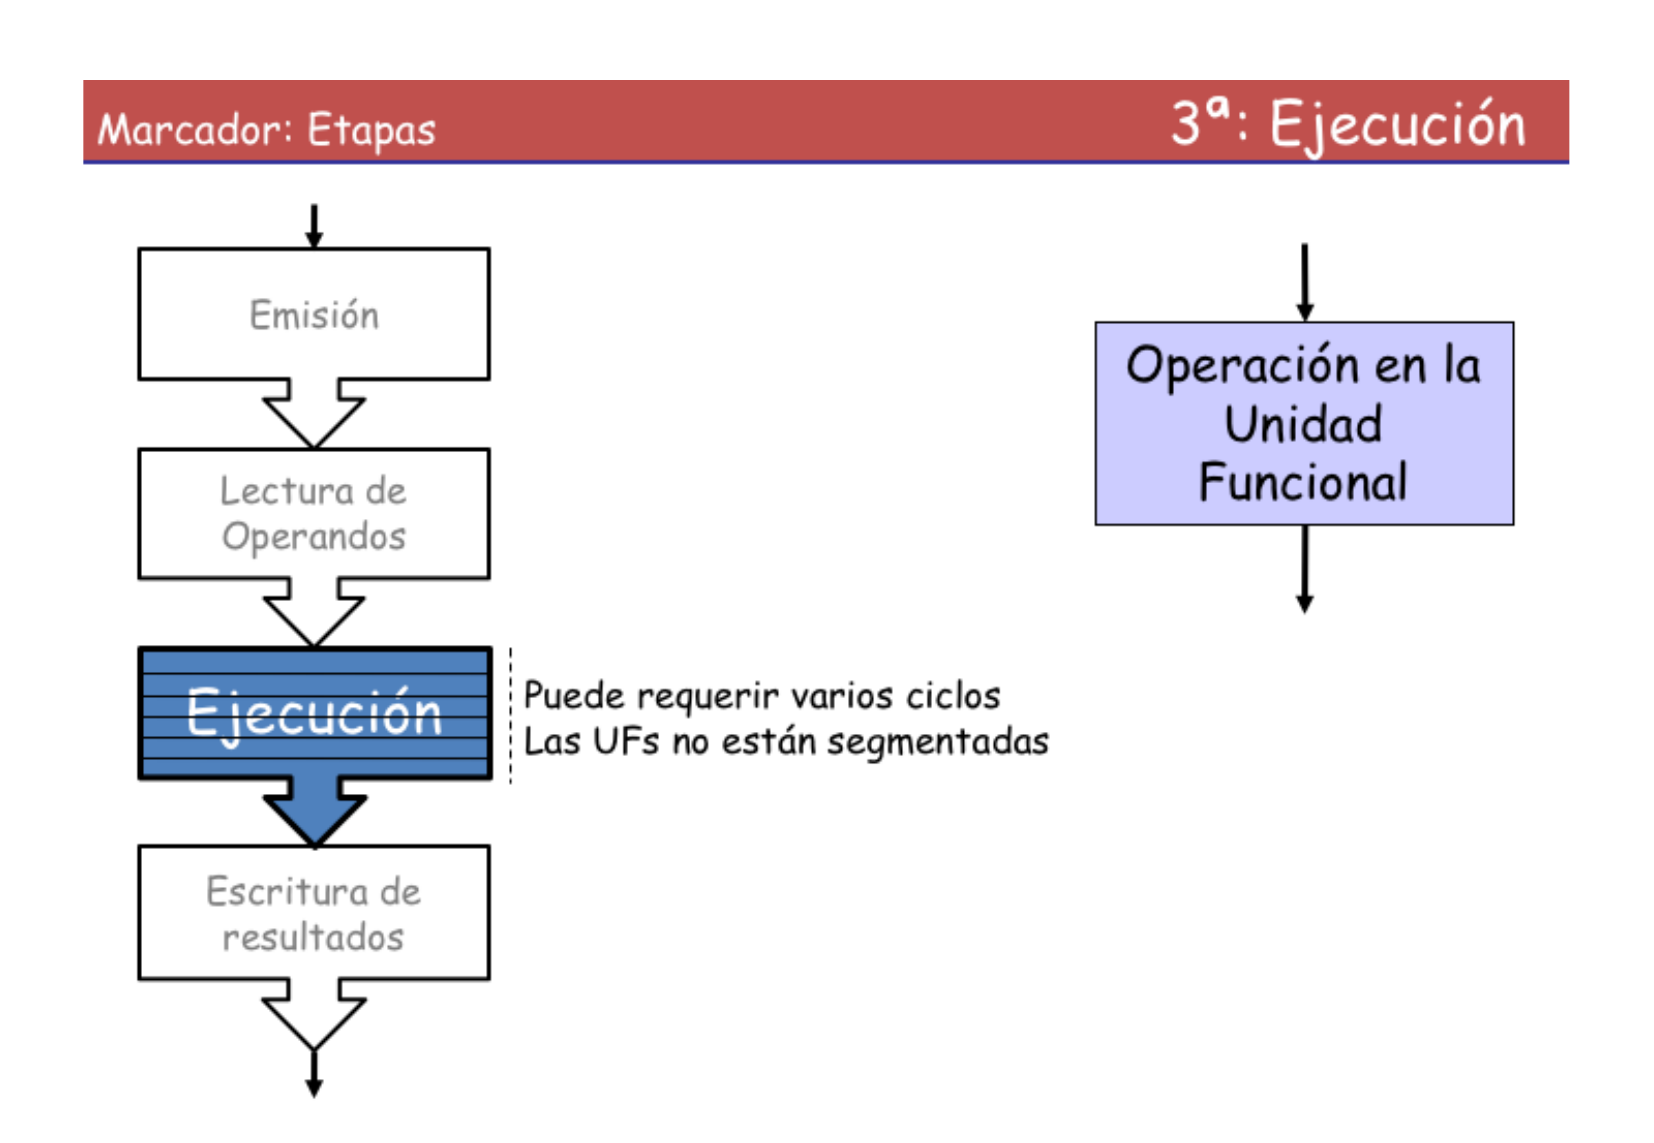 Marcador: Etapas
3ª: Ejecución
Emisión
Lectura de
Operandos
Ejecución
Puede requerir varios ciclos
Las UFs no están segmentadas
Escritura de
resultados
Operación en la
Unidad
Funcional